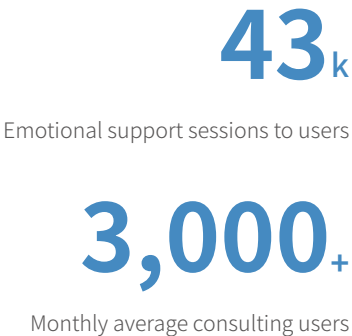 43k
Emotional support sessions to users
3,000+
Monthly average consulting users